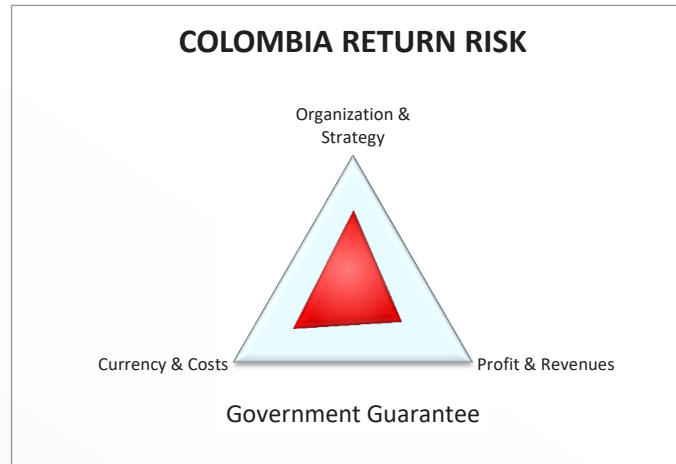 COLOMBIA RETURN RISK
Organization &
Strategy
Currency & Costs
Profit & Revenues
Government Guarantee